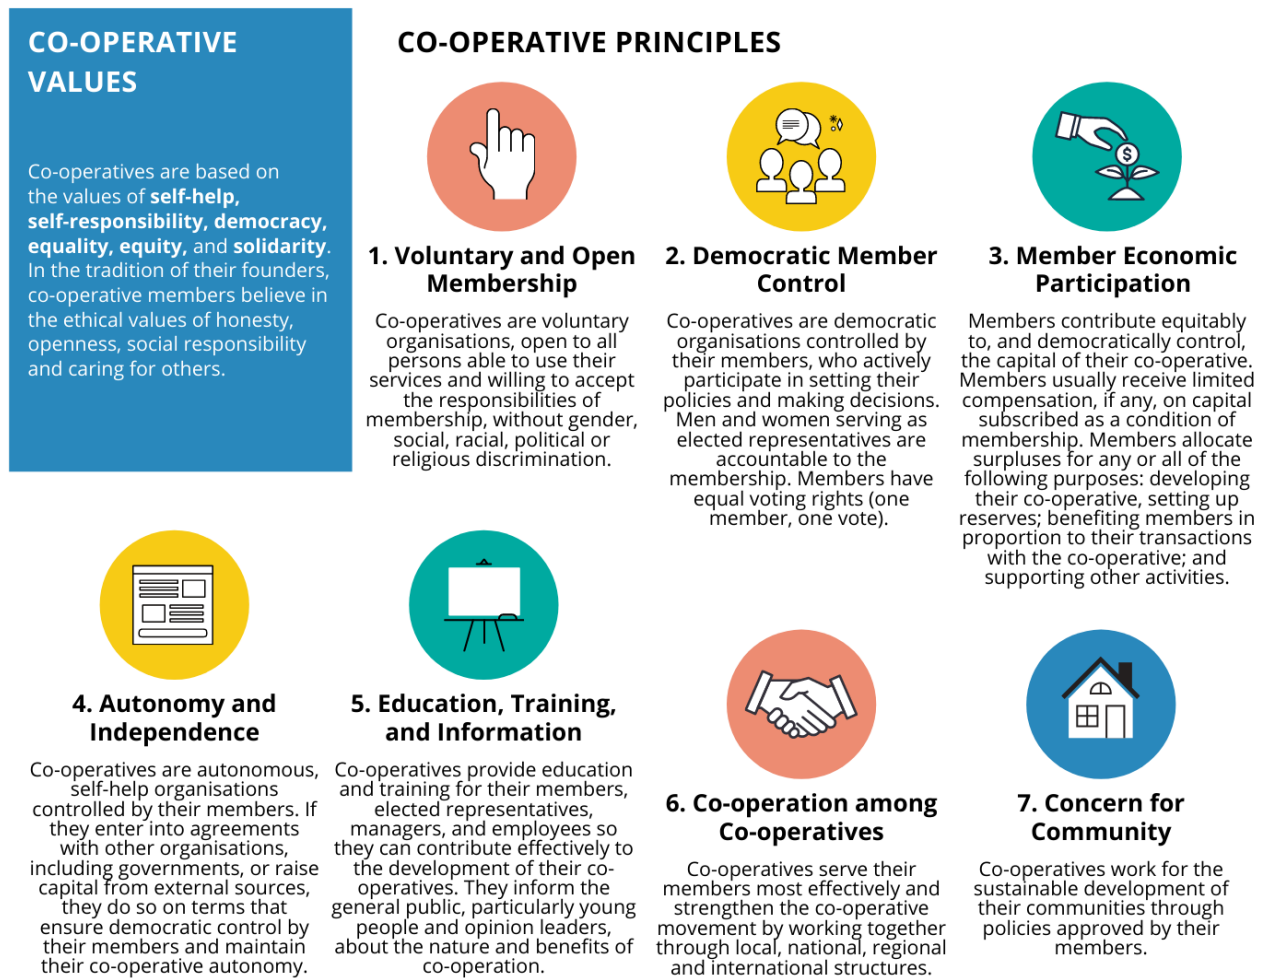 CO-OPERATIVE
VALUES
Co-operatives are based on
the values of self-help,
self-responsibility, democracy,
equality, equity, and solidarity.
In the tradition of their founders,
co-operative members believe in
the ethical values of honesty,
openness, social responsibility
and caring for others.
CO-OPERATIVE PRINCIPLES
1. Voluntary and Open
Membership
Co-operatives are voluntary
organisations, open to all
persons able to use their
services and willing to accept
the responsibilities of
membership, without gender,
social, racial, political or
religious discrimination.
2. Democratic Member
Control
Co-operatives are democratic
organisations controlled by
their members, who actively
participate in setting their
policies and making decisions.
Men and women serving as
elected representatives are
accountable to the
membership. Members have
equal voting rights (one
member, one vote).
$
3. Member Economic
Participation
Members contribute equitably
to, and democratically control,
the capital of their co-operative.
Members usually receive limited
compensation, if any, on capital
subscribed as a condition of
membership. Members allocate
surpluses for any or all of the
following purposes: developing
their co-operative, setting up
reserves; benefiting members in
proportion to their transactions
with the co-operative; and
supporting other activities.
4. Autonomy and
Independence
Co-operatives are autonomous,
self-help organisations
controlled by their members. If
they enter into agreements
with other organisations,
including governments, or raise
capital from external sources,
they do so on terms that
ensure democratic control by
their members and maintain
their co-operative autonomy.
5. Education, Training,
and Information
Co-operatives provide education
and training for their members,
elected representatives,
managers, and employees so
they can contribute effectively to
the development of their co-
operatives. They inform the
general public, particularly young
people and opinion leaders,
about the nature and benefits of
co-operation.
6. Co-operation among
Co-operatives
Co-operatives serve their
members most effectively and
strengthen the co-operative
movement by working together
through local, national, regional
and international structures.
7. Concern for
Community
Co-operatives work for the
sustainable development of
their communities through
policies approved by their
members.